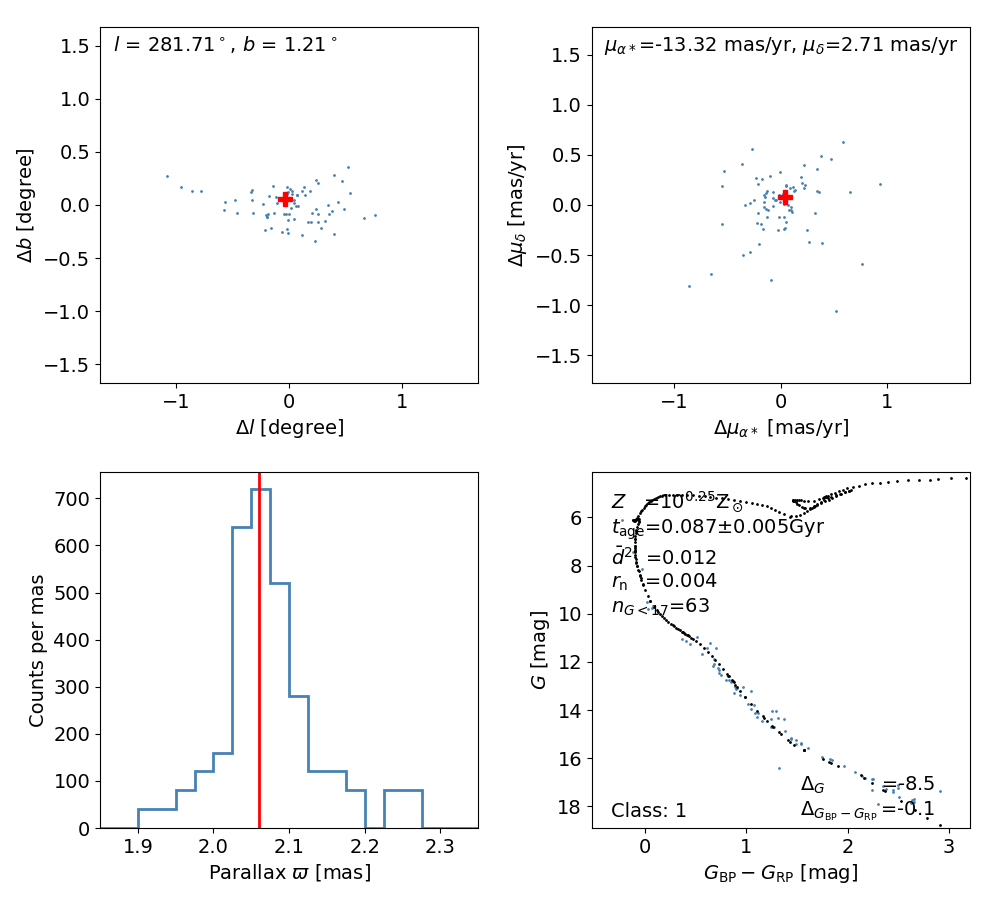 l = 281.71°, b = 1.21°
1.5
1.0
0.5
0.0
−0.5
−1.0
−1.5
Δb [degree]
−1 0 1
Δl [degree]
μα*=-13.32 mas/yr, μδ=2.71 mas/yr
1.5
1.0
0.5
0.0
−0.5
−1.0
−1.5
Δμδ [mas/yr]
−1 0 1
Δμα* [mas/yr]
700
600
500
400
300
200
100
0
Counts per mas
1.9 2.0 2.1 2.2 2.3
Parallax ϖ [mas]
Z =10^0.25 Z⊙
tage=0.087±0.005Gyr
d̄² =0.012
rn =0.004
nG<17=63
6
8
10
12
14
16
18
G [mag]
ΔG =-8.5
ΔGBP−GRP =-0.1
Class: 1
0 1 2 3
GBP − GRP [mag]